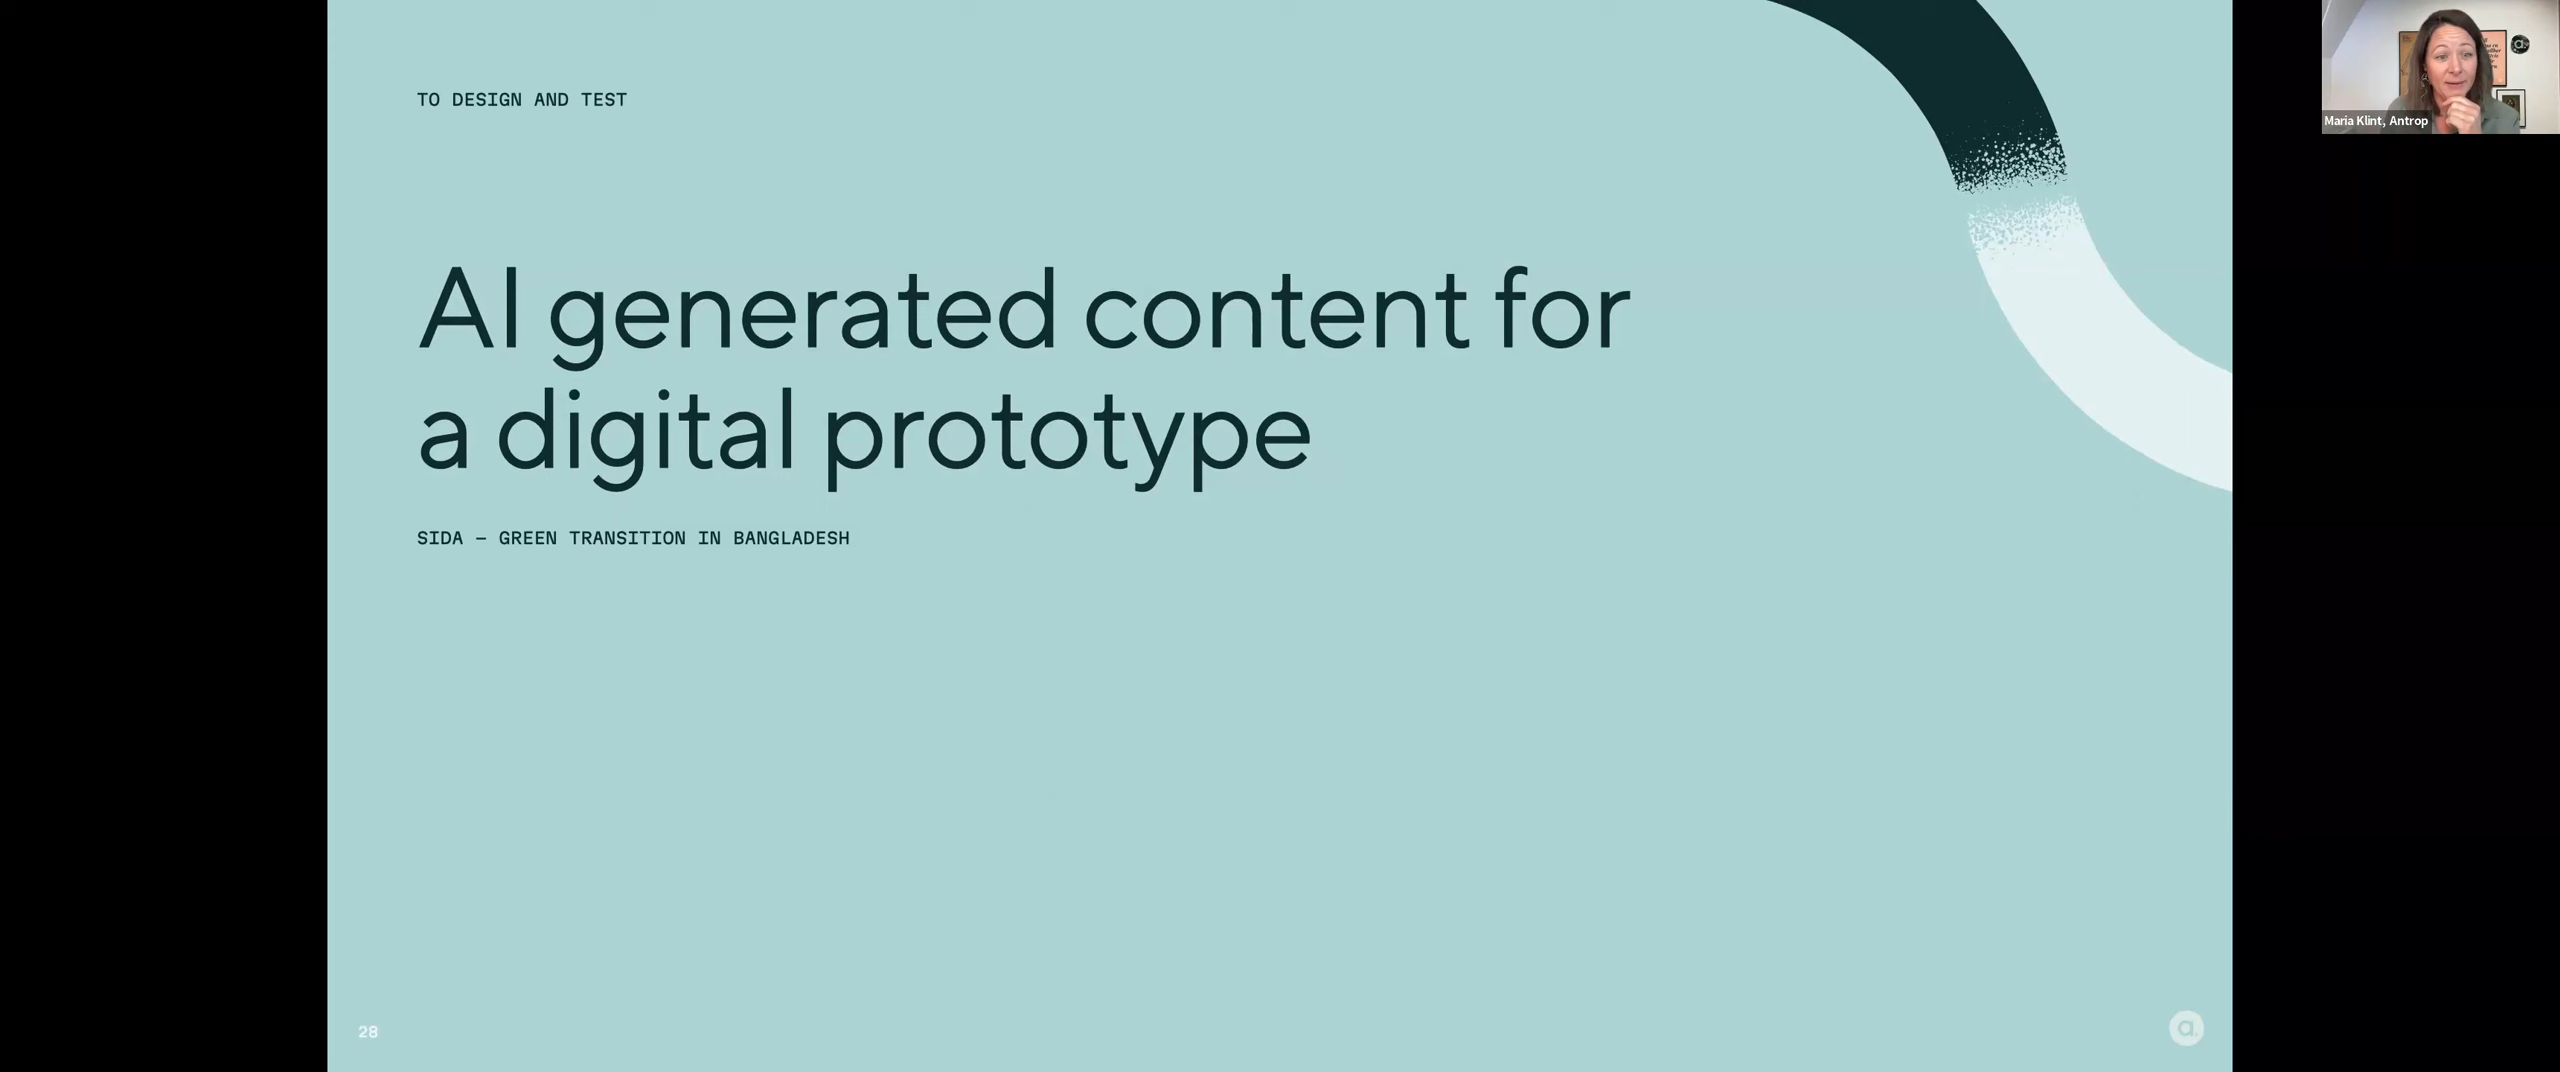 TO DESIGN AND TEST
AI generated content for
a digital prototype
SIDA – GREEN TRANSITION IN BANGLADESH
28
a
Maria Klint, Antrop